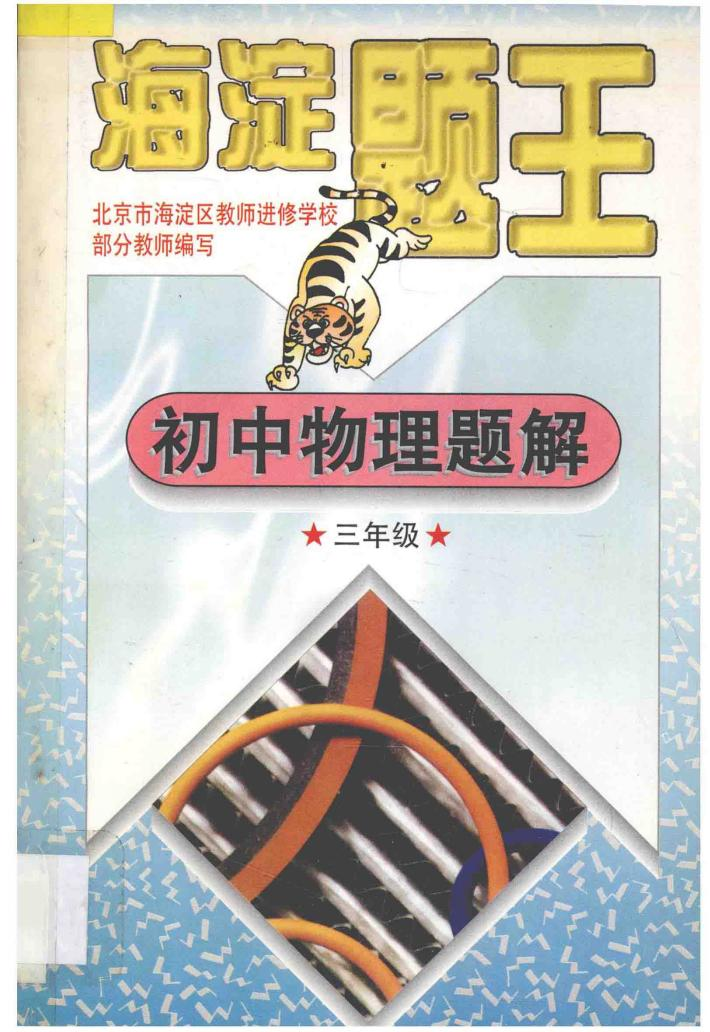 海淀题王
北京市海淀区教师进修学校
部分教师编写
初中物理题解
★三年级★